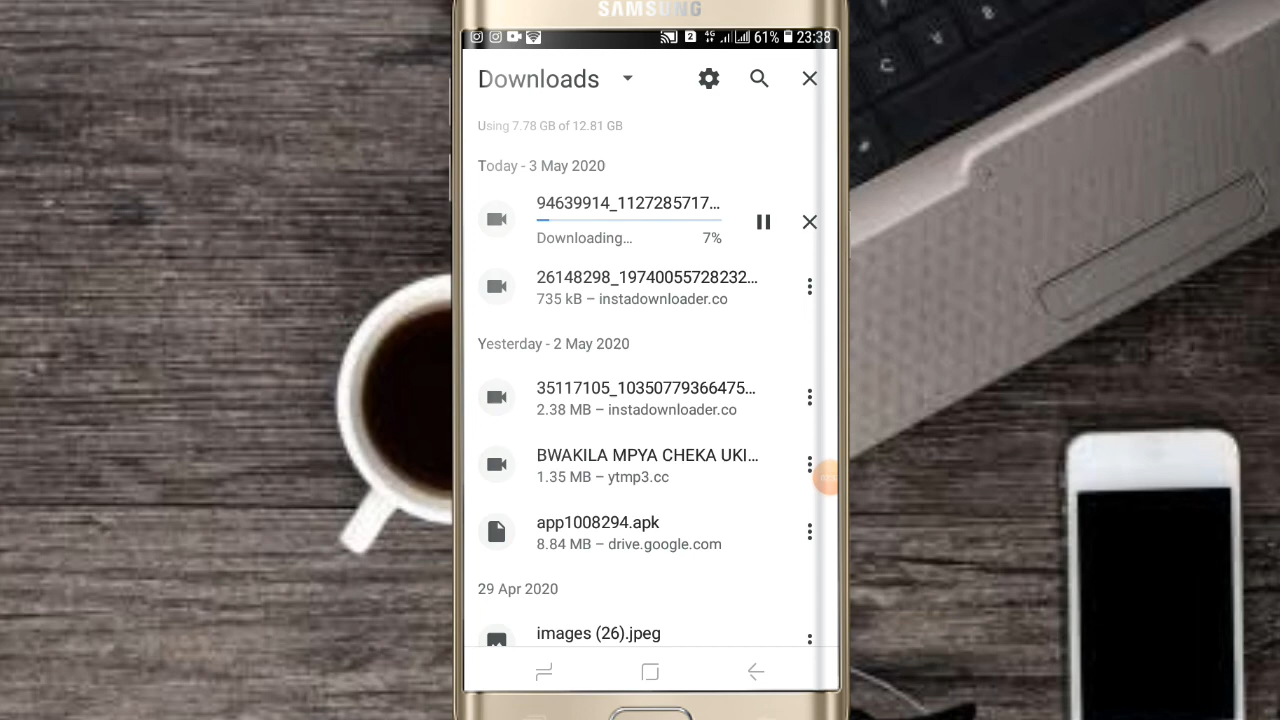 SAMSUNG
2 4G 61% 23:38
Downloads
Using 7.78 GB of 12.81 GB
Today - 3 May 2020
94639914_1127285717...
Downloading... 7%
26148298_19740055728232...
735 kB – instadownloader.co
Yesterday - 2 May 2020
35117105_10350779366475...
2.38 MB – instadownloader.co
BWAKILA MPYA CHEKA UKI...
1.35 MB – ytmp3.cc
app1008294.apk
8.84 MB – drive.google.com
29 Apr 2020
images (26).jpeg